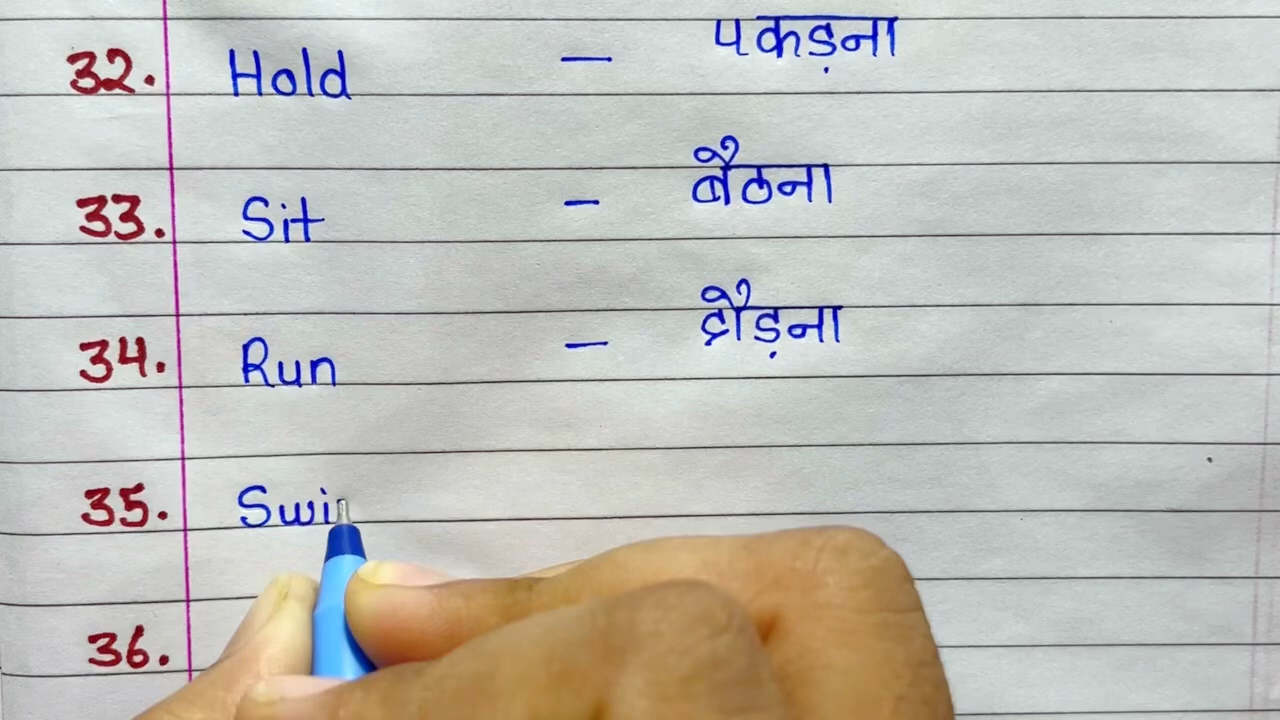 32. Hold – पकड़ना
33. Sit – बैठना
34. Run – दौड़ना
35. Swi
36.